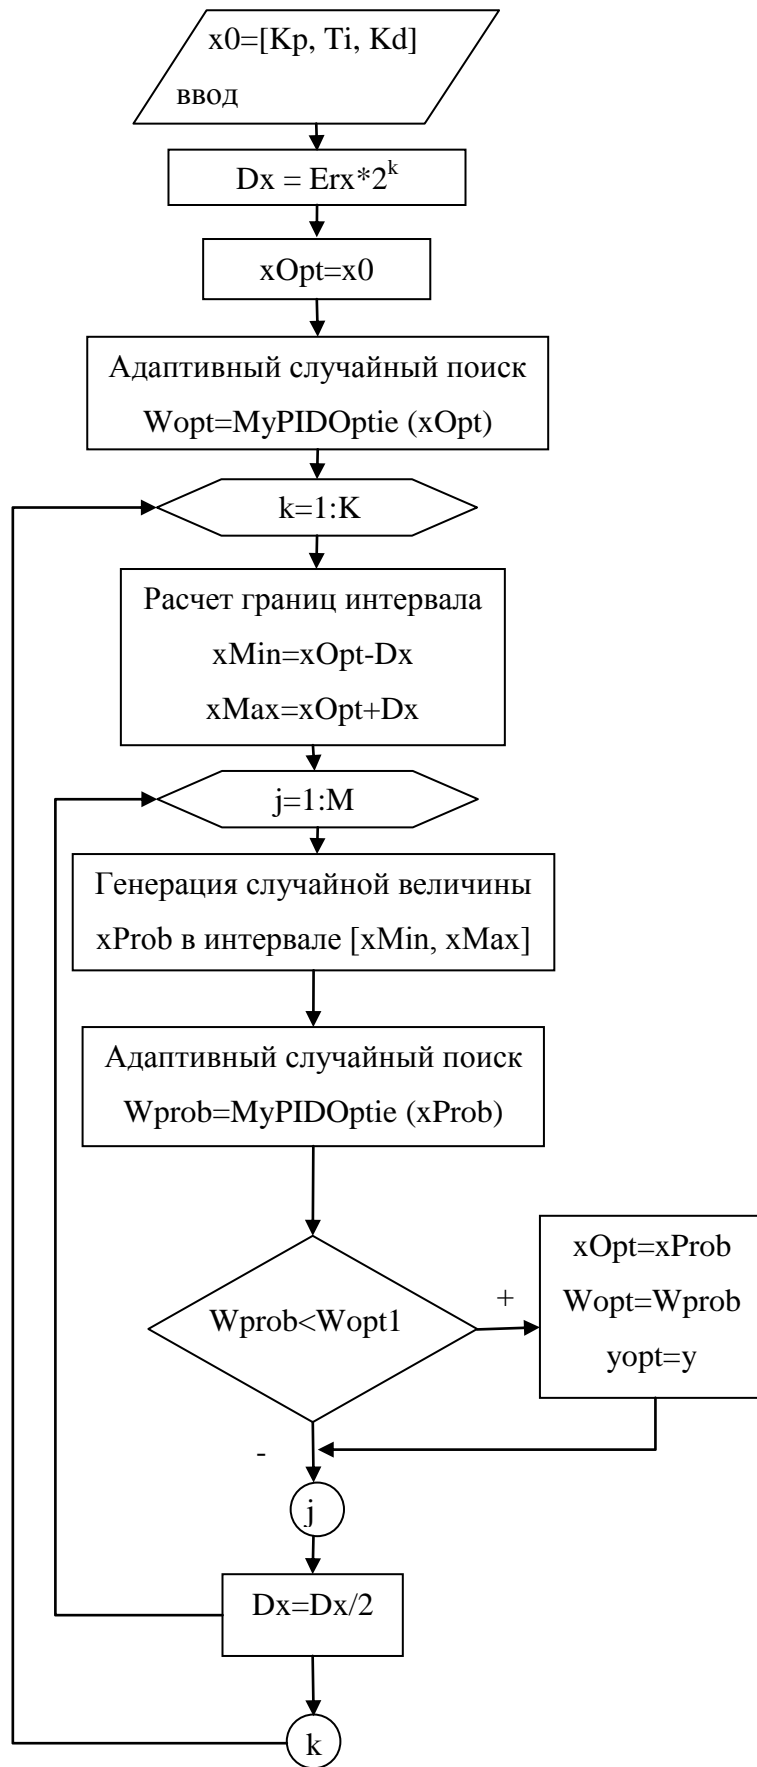 x0=[Kp, Ti, Kd]
ввод
Dx = Erx*2^k
xOpt=x0
Адаптивный случайный поиск
Wopt=MyPIDOptie (xOpt)
k=1:K
Расчет границ интервала
xMin=xOpt-Dx
xMax=xOpt+Dx
j=1:M
Генерация случайной величины
xProb в интервале [xMin, xMax]
Адаптивный случайный поиск
Wprob=MyPIDOptie (xProb)
Wprob<Wopt1
+
xOpt=xProb
Wopt=Wprob
yopt=y
-
j
Dx=Dx/2
k